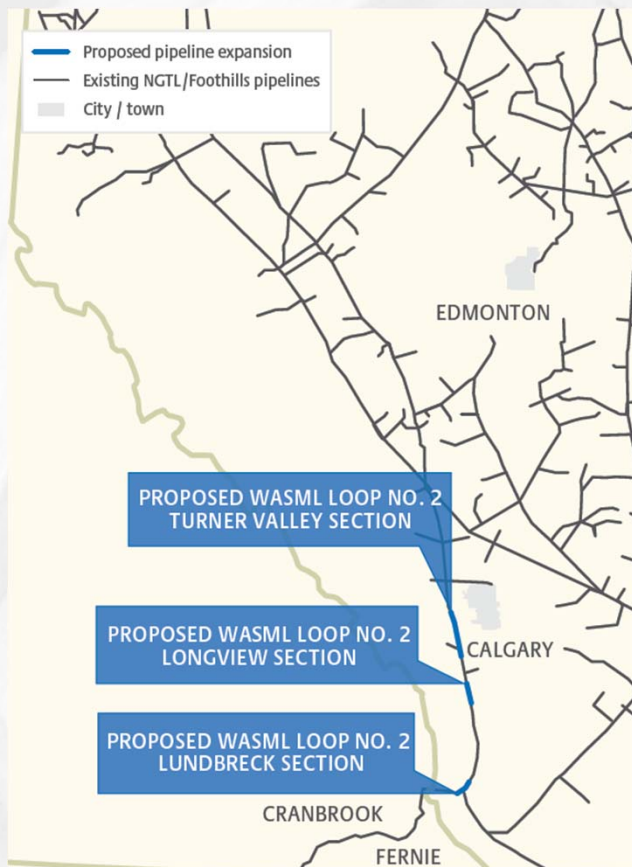 Proposed pipeline expansion
Existing NGTL/Foothills pipelines
City / town
EDMONTON
PROPOSED WASML LOOP NO. 2
TURNER VALLEY SECTION
PROPOSED WASML LOOP NO. 2
LONGVIEW SECTION
CALGARY
PROPOSED WASML LOOP NO. 2
LUNDBRECK SECTION
CRANBROOK
FERNIE